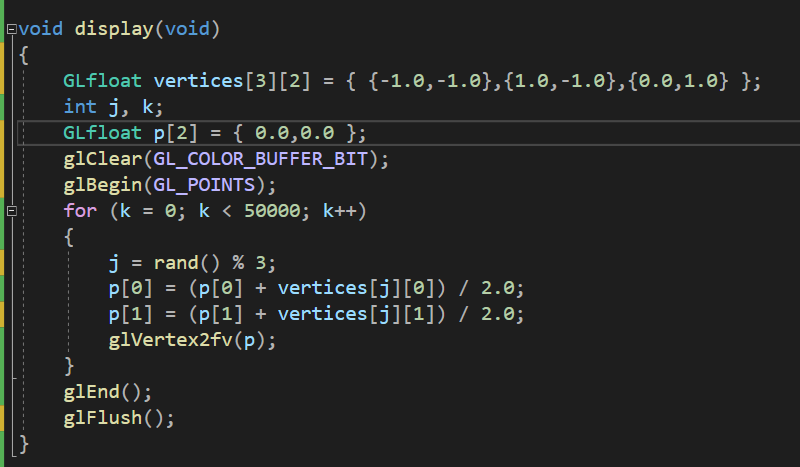 void display(void)
{
GLfloat vertices[3][2] = { {-1.0,-1.0},{1.0,-1.0},{0.0,1.0} };
int j, k;
GLfloat p[2] = { 0.0,0.0 };
glClear(GL_COLOR_BUFFER_BIT);
glBegin(GL_POINTS);
for (k = 0; k < 50000; k++)
{
j = rand() % 3;
p[0] = (p[0] + vertices[j][0]) / 2.0;
p[1] = (p[1] + vertices[j][1]) / 2.0;
glVertex2fv(p);
}
glEnd();
glFlush();
}